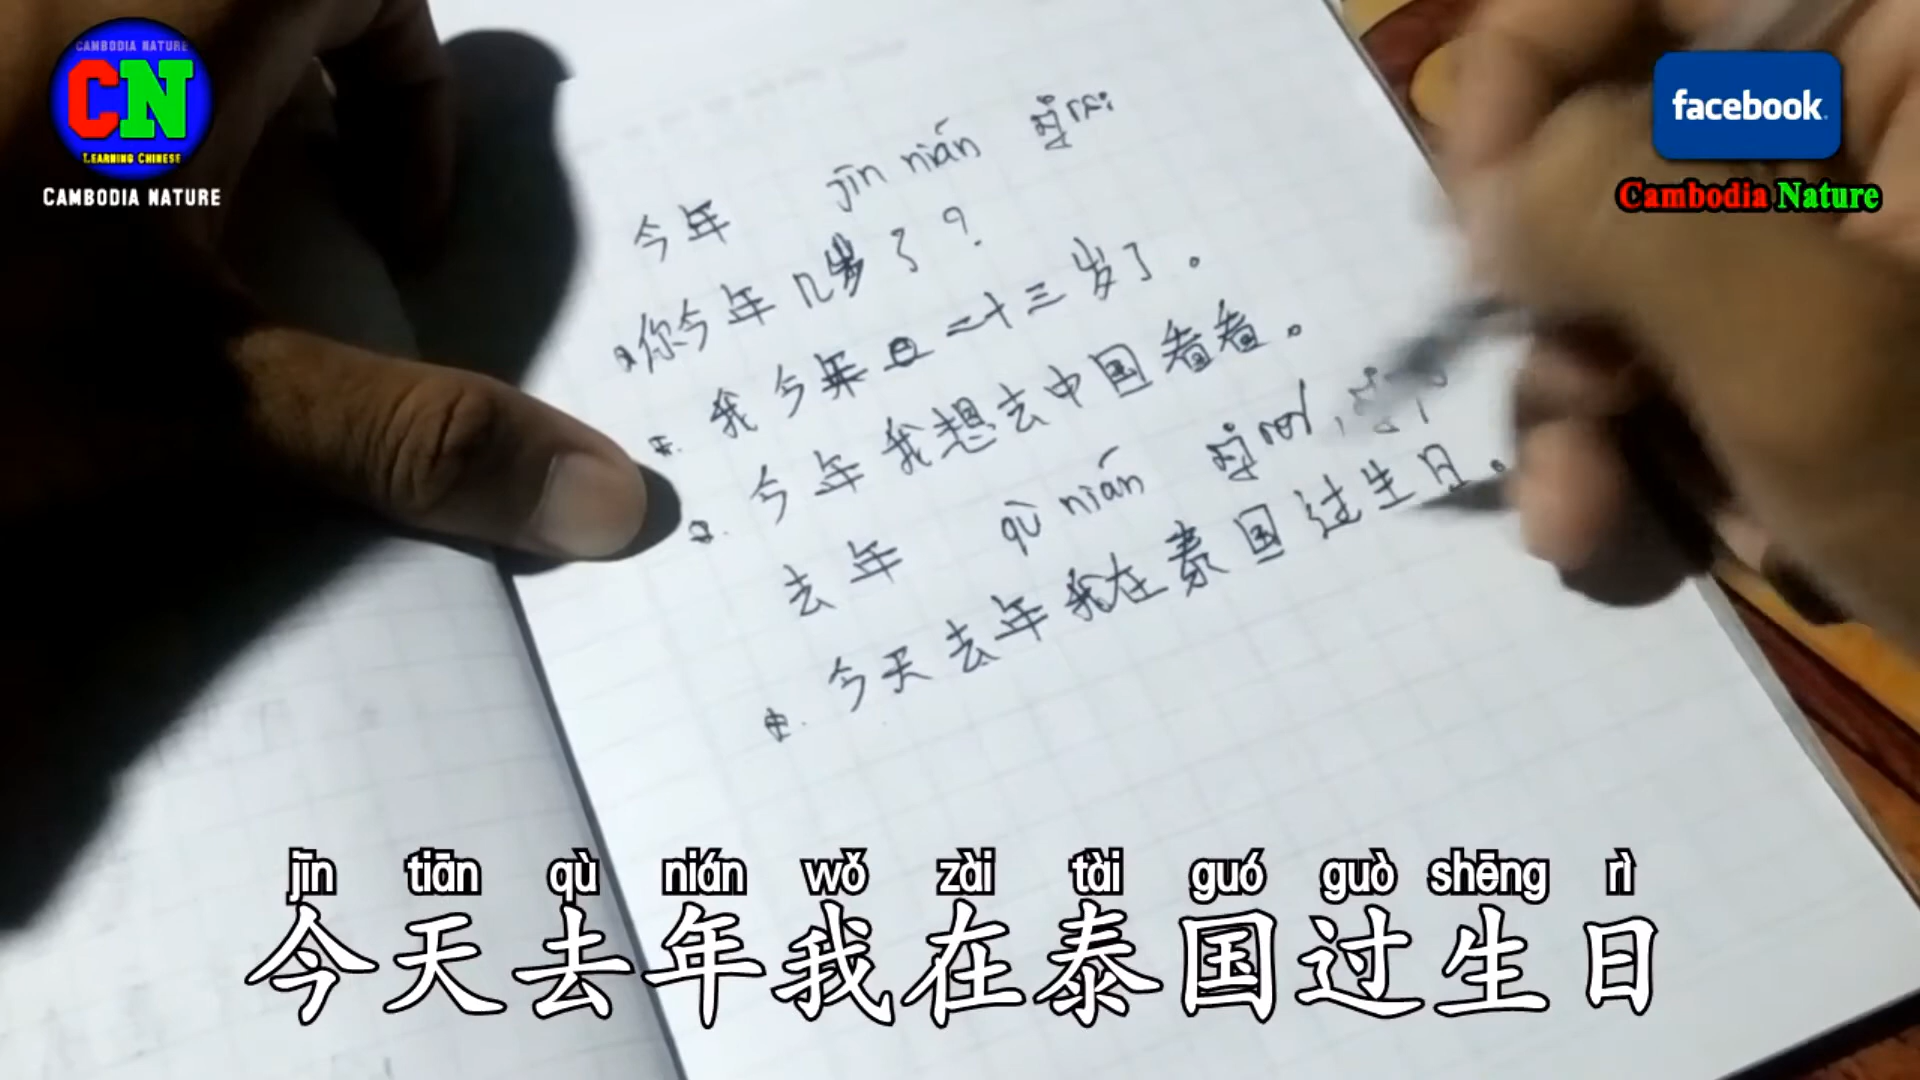 CAMBODIA NATURE
CN
LEARNING CHINESE
CAMBODIA NATURE
facebook
Cambodia Nature
今年 jīn nián
你今年几岁了?
我今年二十三岁了。
今年我想去中国看看。
去年 qù nián
今天去年我在泰国过生日。
jīn tiān qù nián wǒ zài tài guó guò shēng rì
今天去年我在泰国过生日